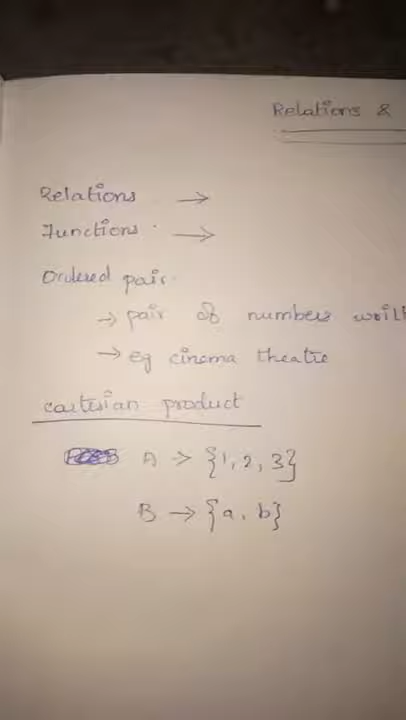 Relations &
Relations →
Functions →
Ordered pair
→ pair of numbers
→ eg cinema theatre
cartesian product
A → {1, 2, 3}
B → {a, b}